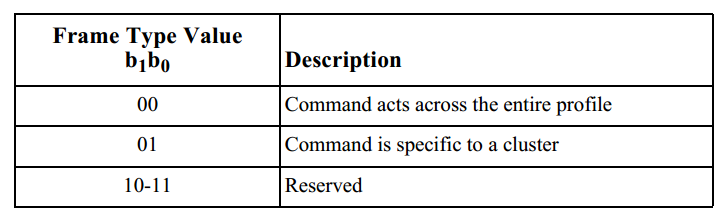 Frame Type Value
b₁b₀ Description
00 Command acts across the entire profile
01 Command is specific to a cluster
10-11 Reserved